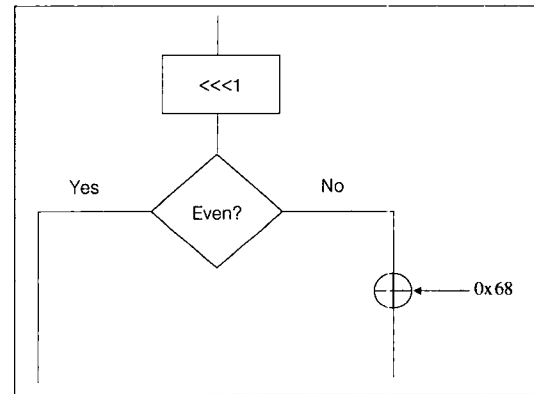 <<<1
Yes
No
Even?
0x68